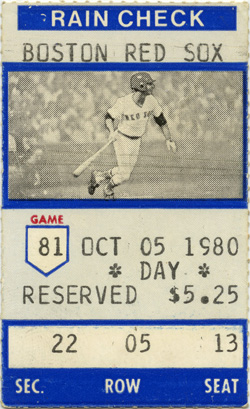 RAIN CHECK
BOSTON RED SOX
RED SOX
GAME
81 OCT 05 1980
* DAY *
RESERVED $5.25
22 05 13
SEC. ROW SEAT